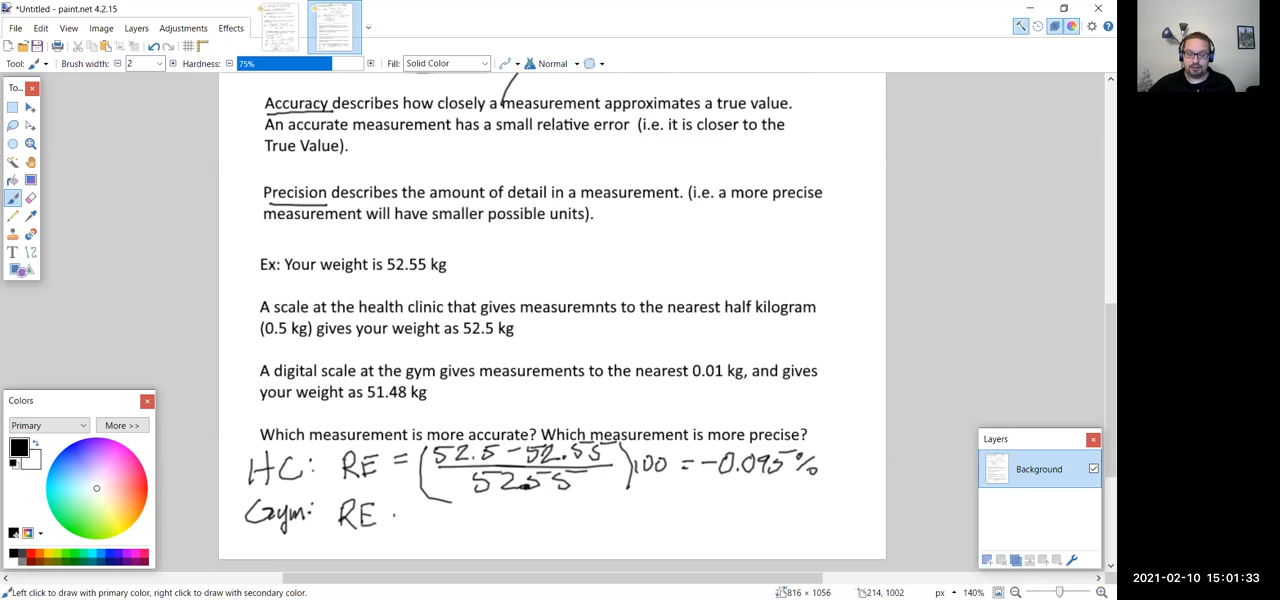 *Untitled - paint.net 4.2.15
File Edit View Image Layers Adjustments Effects
Tool: Brush width: 2 Hardness: 75% Fill: Solid Color Normal
To...
Accuracy describes how closely a measurement approximates a true value.
An accurate measurement has a small relative error (i.e. it is closer to the
True Value).
Precision describes the amount of detail in a measurement. (i.e. a more precise
measurement will have smaller possible units).
Ex: Your weight is 52.55 kg
A scale at the health clinic that gives measuremnts to the nearest half kilogram
(0.5 kg) gives your weight as 52.5 kg
A digital scale at the gym gives measurements to the nearest 0.01 kg, and gives
your weight as 51.48 kg
Which measurement is more accurate? Which measurement is more precise?
HC: RE = (52.5 - 52.55 / 52.55) 100 = -0.095%
Gym: RE
Colors
Primary More >>
Layers
Background
Left click to draw with primary color, right click to draw with secondary color.
816 × 1056 214, 1002 px 140%
2021-02-10 15:01:33